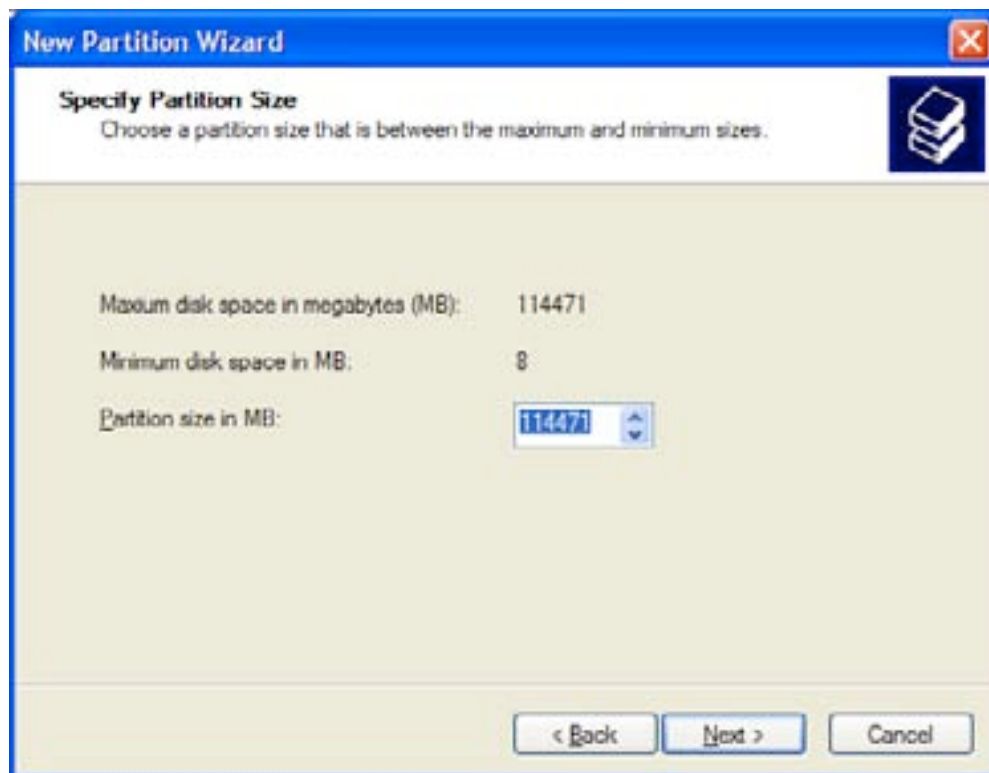 New Partition Wizard
Specify Partition Size
Choose a partition size that is between the maximum and minimum sizes.
Maxium disk space in megabytes (MB): 114471
Minimum disk space in MB: 8
Partition size in MB: 114471
< Back Next > Cancel